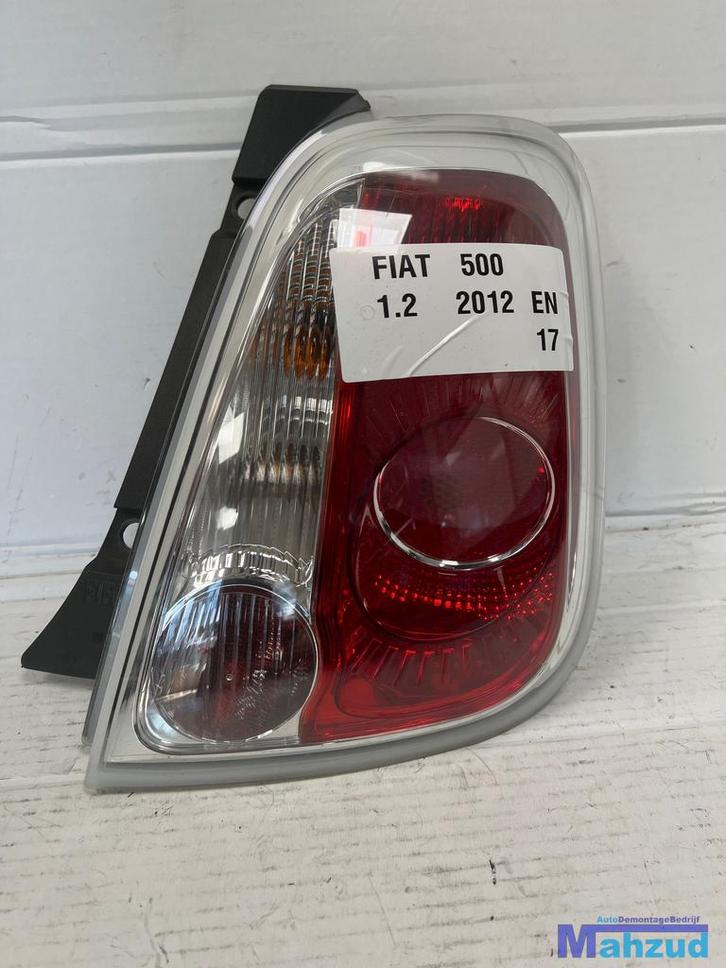 FIAT 500
1.2 2012 EN
17
AutoDemontageBedrijf
Mahzud